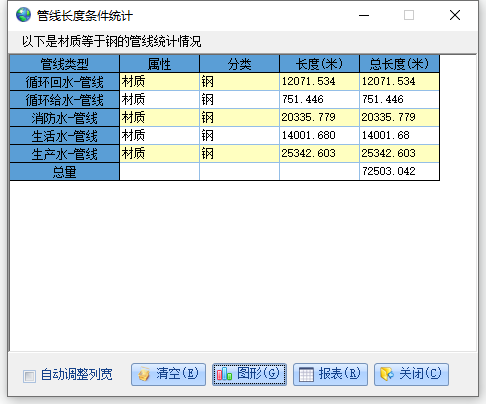 管线长度条件统计
以下是材质等于钢的管线统计情况
管线类型 属性 分类 长度(米) 总长度(米)
循环回水-管线 材质 钢 12071.534 12071.534
循环给水-管线 材质 钢 751.446 751.446
消防水-管线 材质 钢 20335.779 20335.779
生活水-管线 材质 钢 14001.680 14001.68
生产水-管线 材质 钢 25342.603 25342.603
总量 72503.042
自动调整列宽 清空(E) 图形(G) 报表(R) 关闭(C)